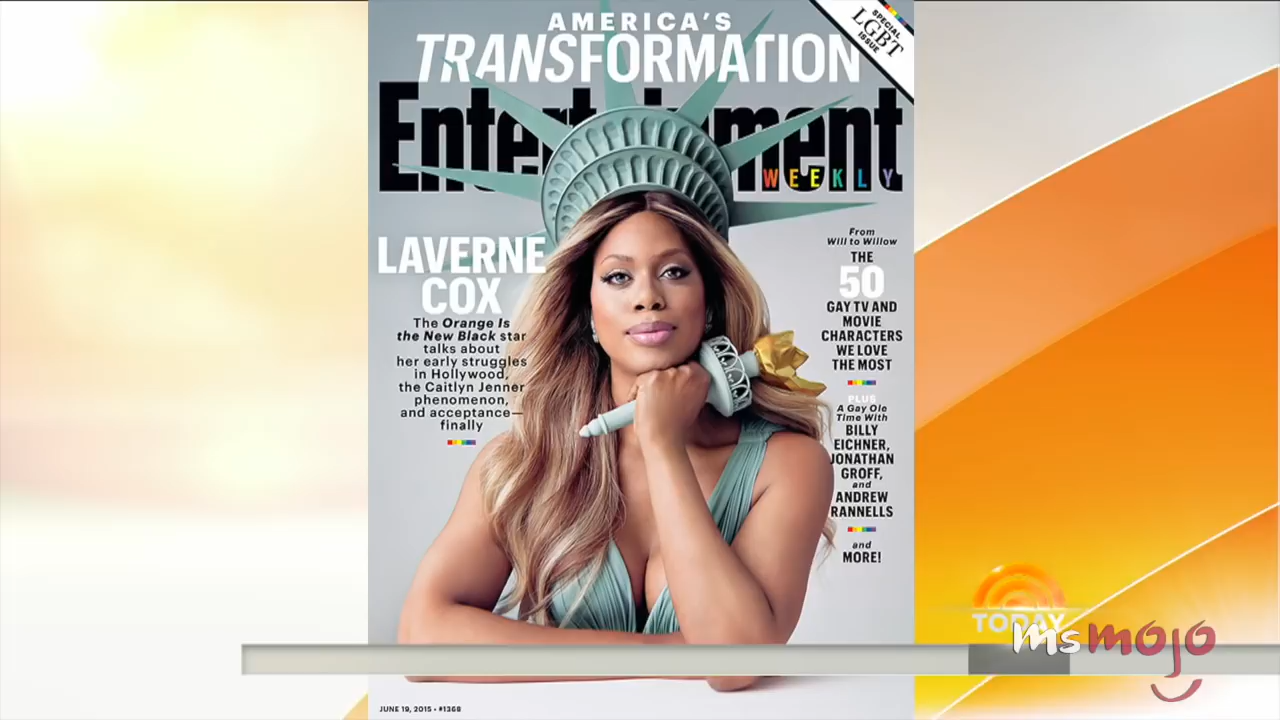 AMERICA'S
TRANSFORMATION
SPECIAL
LGBT
ISSUE
Entertainment
WEEKLY
LAVERNE
COX
The Orange Is
the New Black star
talks about
her early struggles
in Hollywood,
the Caitlyn Jenner
phenomenon,
and acceptance—
finally
From
Will to Willow
THE
50
GAY TV AND
MOVIE
CHARACTERS
WE LOVE
THE MOST
PLUS
A Gay Ole
Time With
BILLY
EICHNER,
JONATHAN
GROFF,
and
ANDREW
RANNELLS
and
MORE!
TODAY
msmojo
JUNE 19, 2015 • #1368